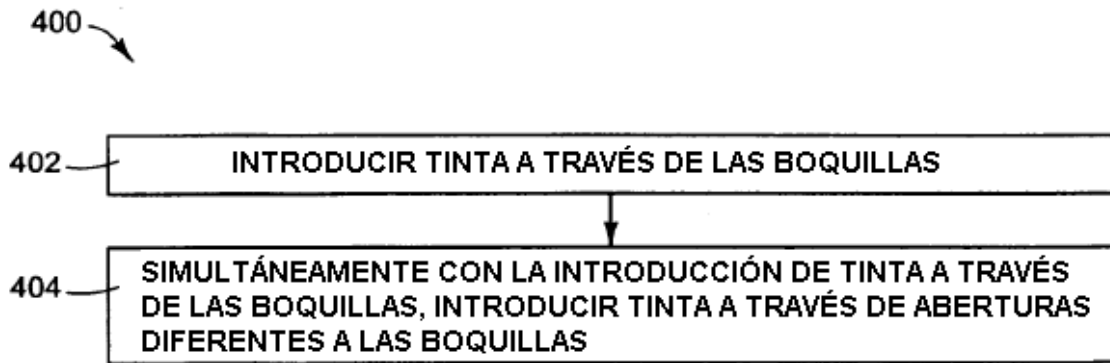 400
402
INTRODUCIR TINTA A TRAVÉS DE LAS BOQUILLAS
404
SIMULTÁNEAMENTE CON LA INTRODUCCIÓN DE TINTA A TRAVÉS
DE LAS BOQUILLAS, INTRODUCIR TINTA A TRAVÉS DE ABERTURAS
DIFERENTES A LAS BOQUILLAS